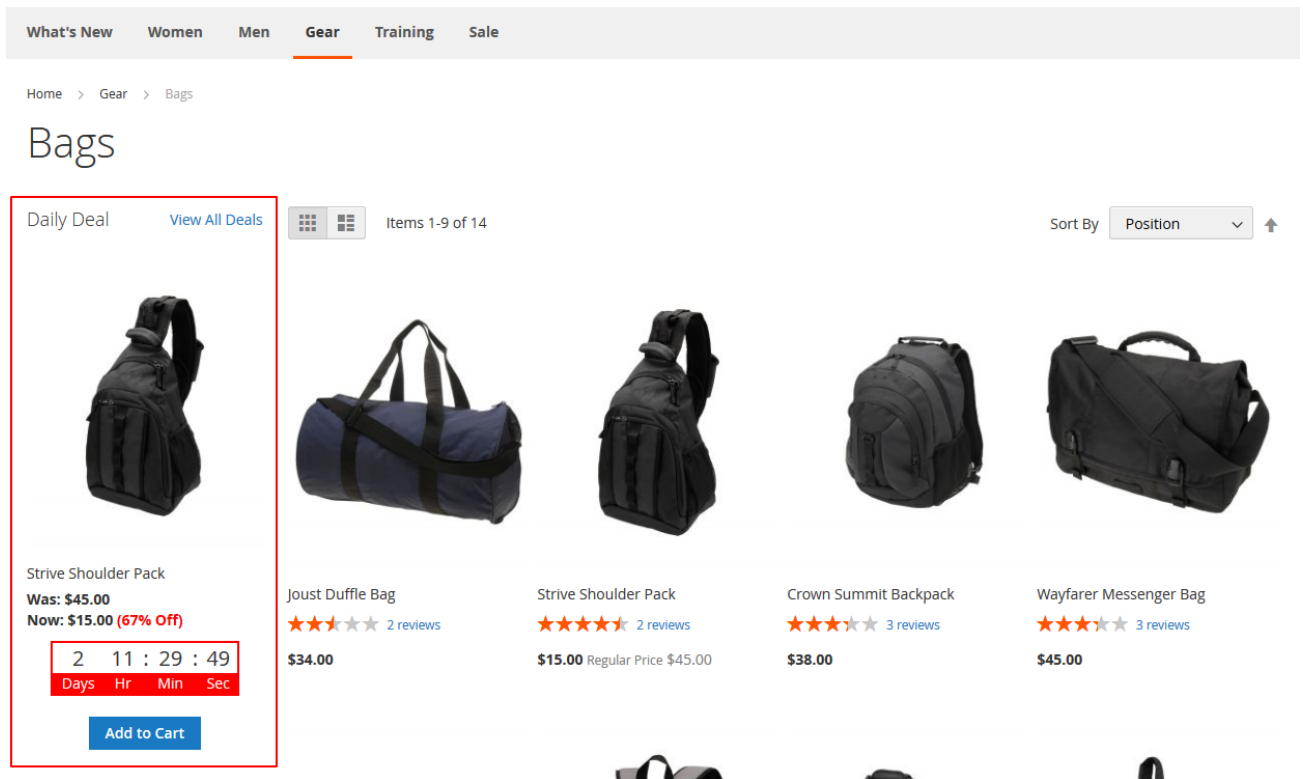 What's New Women Men Gear Training Sale
Home > Gear > Bags
Bags
Daily Deal View All Deals
Strive Shoulder Pack
Was: $45.00
Now: $15.00 (67% Off)
2 11 : 29 : 49
Days Hr Min Sec
Add to Cart
Items 1-9 of 14
Sort By Position
Joust Duffle Bag
2 reviews
$34.00
Strive Shoulder Pack
2 reviews
$15.00 Regular Price $45.00
Crown Summit Backpack
3 reviews
$38.00
Wayfarer Messenger Bag
3 reviews
$45.00